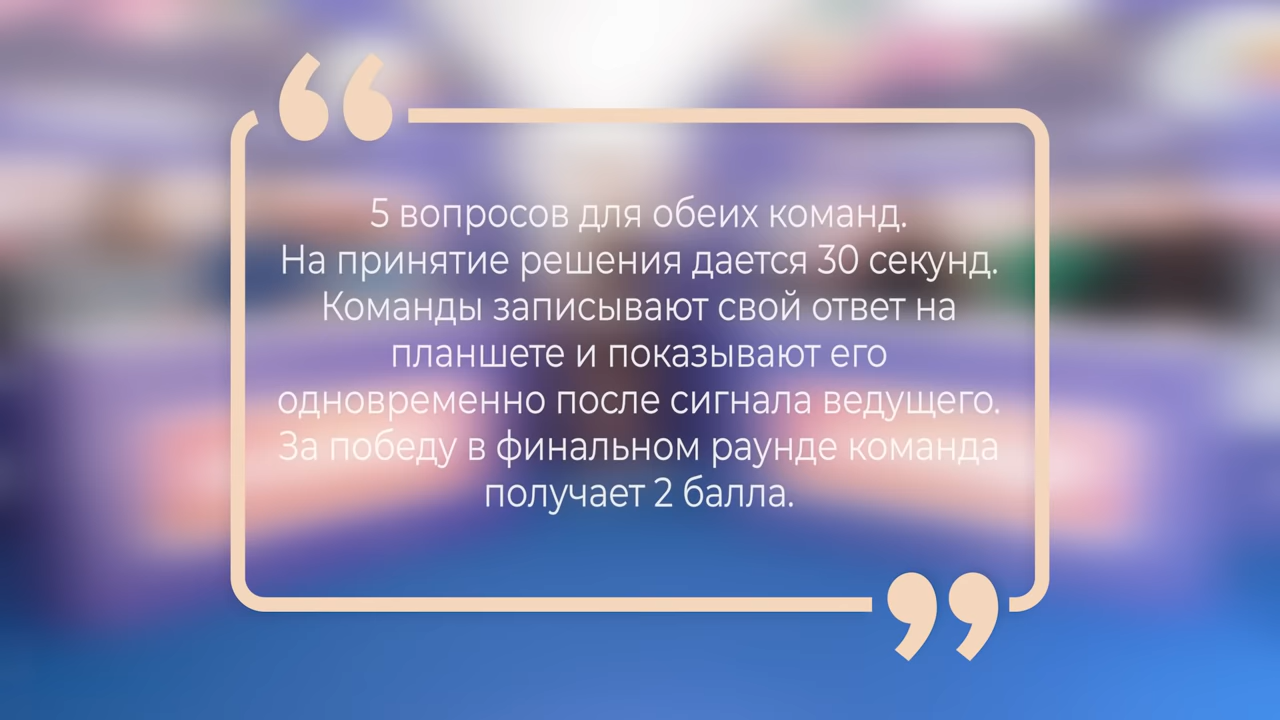 5 вопросов для обеих команд.
На принятие решения дается 30 секунд.
Команды записывают свой ответ на
планшете и показывают его
одновременно после сигнала ведущего.
За победу в финальном раунде команда
получает 2 балла.